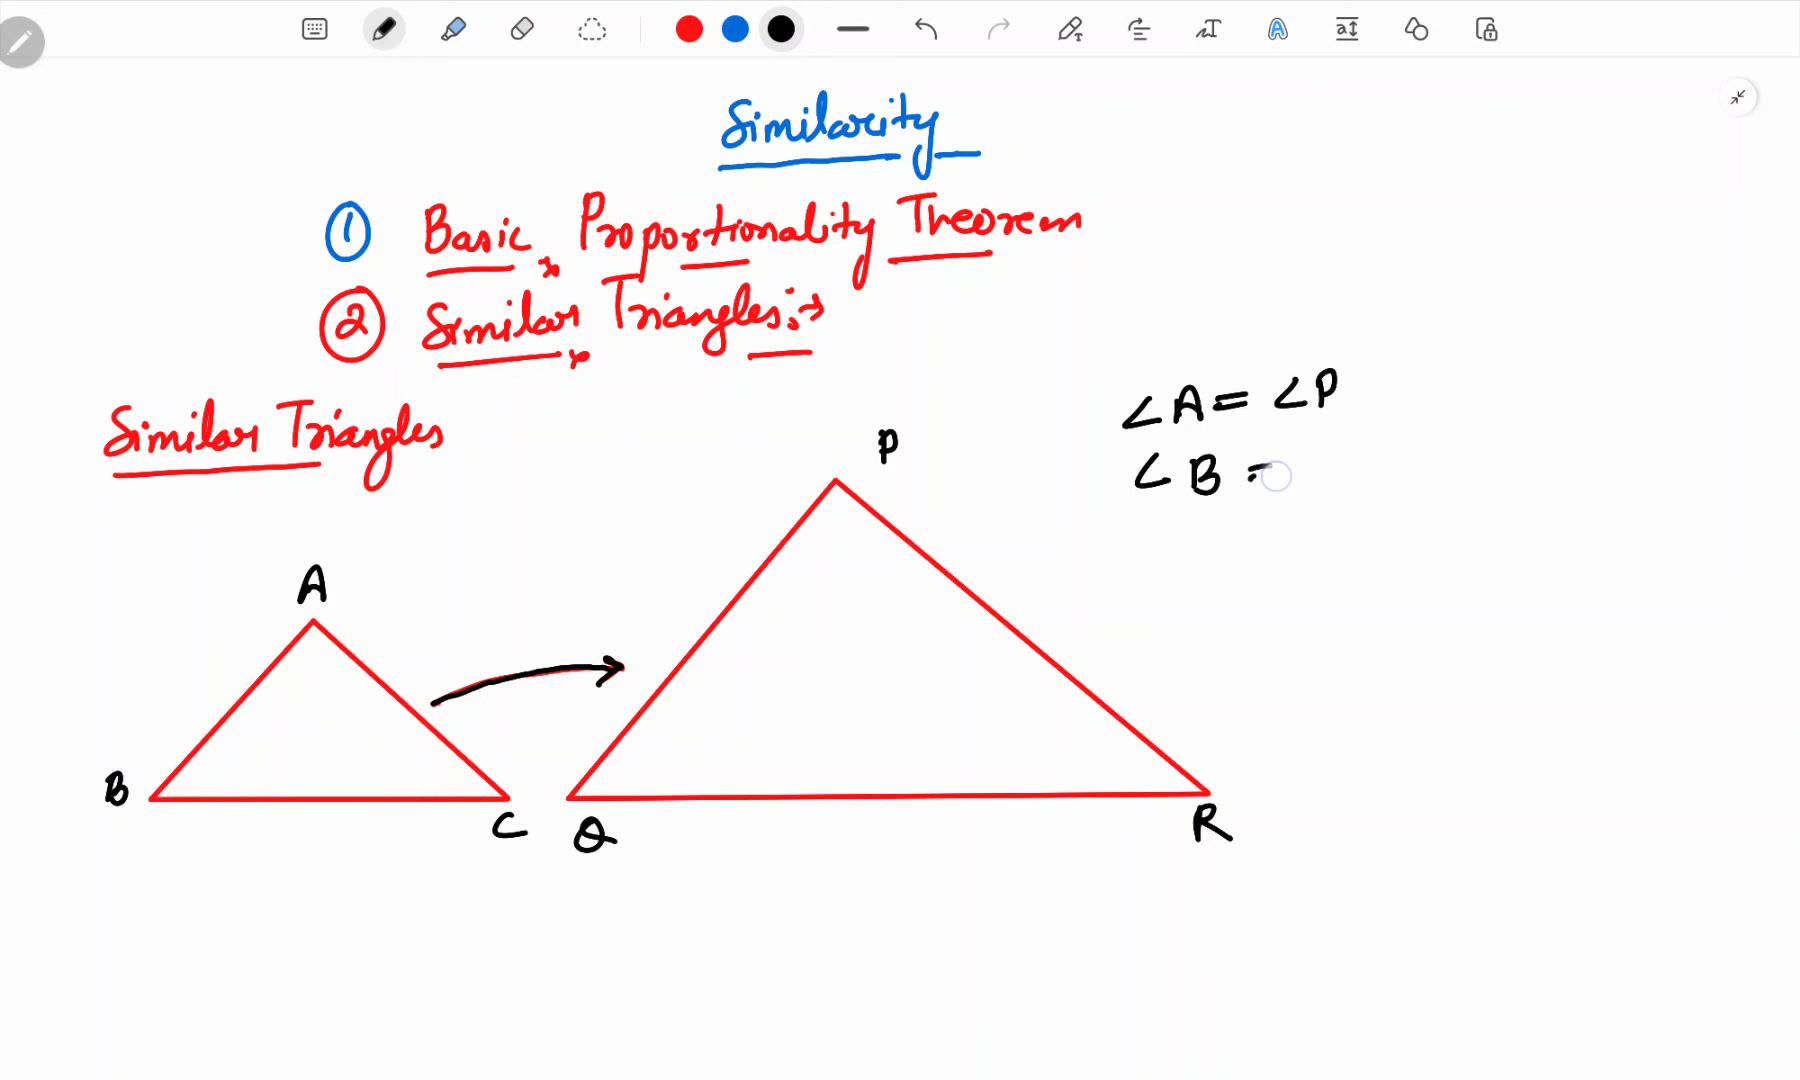 Similarity
① Basic Proportionality Theorem
② Similar Triangles :→
Similar Triangles
∠A = ∠P
∠B =
P
A
B
C
Q
R